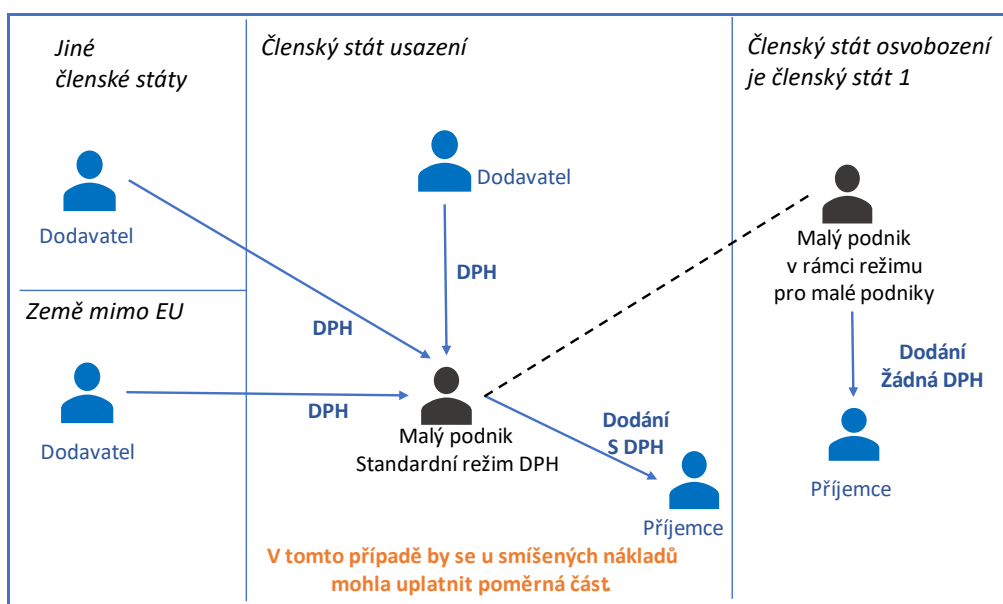 Jiné
členské státy
Dodavatel
DPH
Země mimo EU
Dodavatel
DPH
Členský stát usazení
Dodavatel
DPH
Malý podnik
Standardní režim DPH
Dodání
S DPH
Příjemce
V tomto případě by se u smíšených nákladů
mohla uplatnit poměrná část.
Členský stát osvobození
je členský stát 1
Malý podnik
v rámci režimu
pro malé podniky
Dodání
Žádná DPH
Příjemce